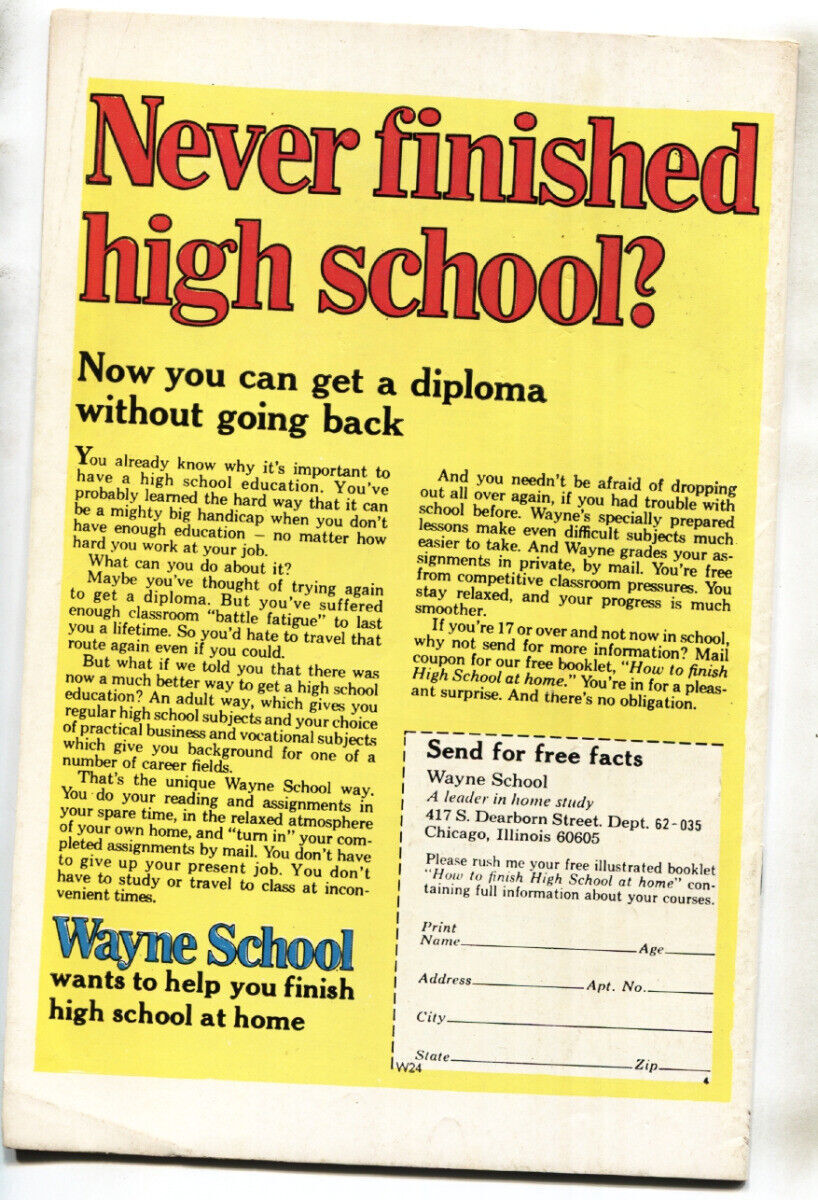 Never finished
high school?
Now you can get a diploma
without going back
You already know why it's important to
have a high school education. You've
probably learned the hard way that it can
be a mighty big handicap when you don't
have enough education – no matter how
hard you work at your job.
What can you do about it?
Maybe you've thought of trying again
to get a diploma. But you've suffered
enough classroom "battle fatigue" to last
you a lifetime. So you'd hate to travel that
route again even if you could.
But what if we told you that there was
now a much better way to get a high school
education? An adult way, which gives you
regular high school subjects and your choice
of practical business and vocational subjects
which give you background for one of a
number of career fields.
That's the unique Wayne School way.
You do your reading and assignments in
your spare time, in the relaxed atmosphere
of your own home, and "turn in" your com-
pleted assignments by mail. You don't have
to give up your present job. You don't
have to study or travel to class at incon-
venient times.
Wayne School
wants to help you finish
high school at home
And you needn't be afraid of dropping
out all over again, if you had trouble with
school before. Wayne's specially prepared
lessons make even difficult subjects much
easier to take. And Wayne grades your as-
signments in private, by mail. You're free
from competitive classroom pressures. You
stay relaxed, and your progress is much
smoother.
If you're 17 or over and not now in school,
why not send for more information? Mail
coupon for our free booklet, "How to finish
High School at home." You're in for a pleas-
ant surprise. And there's no obligation.
Send for free facts
Wayne School
A leader in home study
417 S. Dearborn Street. Dept. 62-035
Chicago, Illinois 60605
Please rush me your free illustrated booklet
"How to finish High School at home" con-
taining full information about your courses.
Print
Name Age
Address Apt. No.
City
State Zip
W24
4